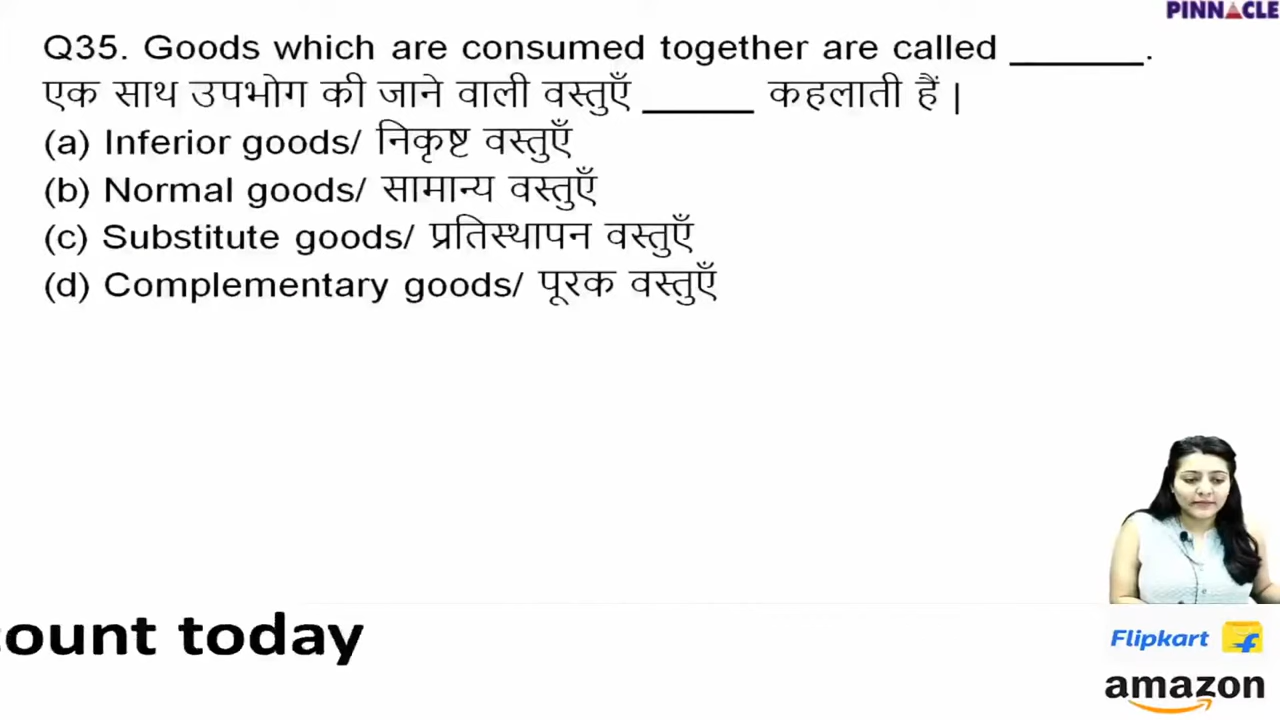 PINNACLE
Q35. Goods which are consumed together are called _______.
एक साथ उपभोग की जाने वाली वस्तुएँ ______ कहलाती हैं |
(a) Inferior goods/ निकृष्ट वस्तुएँ
(b) Normal goods/ सामान्य वस्तुएँ
(c) Substitute goods/ प्रतिस्थापन वस्तुएँ
(d) Complementary goods/ पूरक वस्तुएँ
count today
Flipkart
amazon